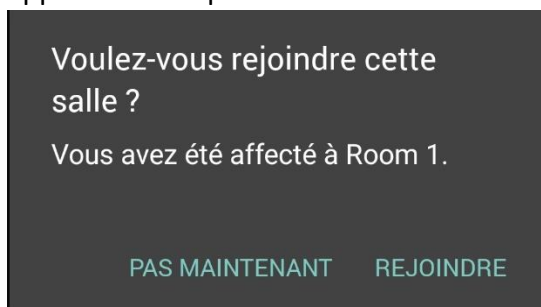 Voulez-vous rejoindre cette
salle ?
Vous avez été affecté à Room 1.
PAS MAINTENANT REJOINDRE